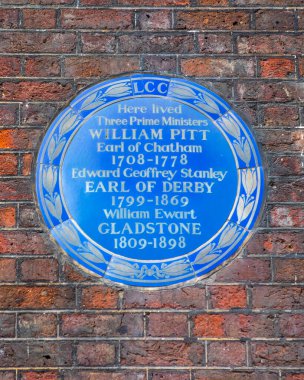 LCC
Here lived
Three Prime Ministers
WILLIAM PITT
Earl of Chatham
1708-1778
Edward Geoffrey Stanley
EARL OF DERBY
1799-1869
William Ewart
GLADSTONE
1809-1898